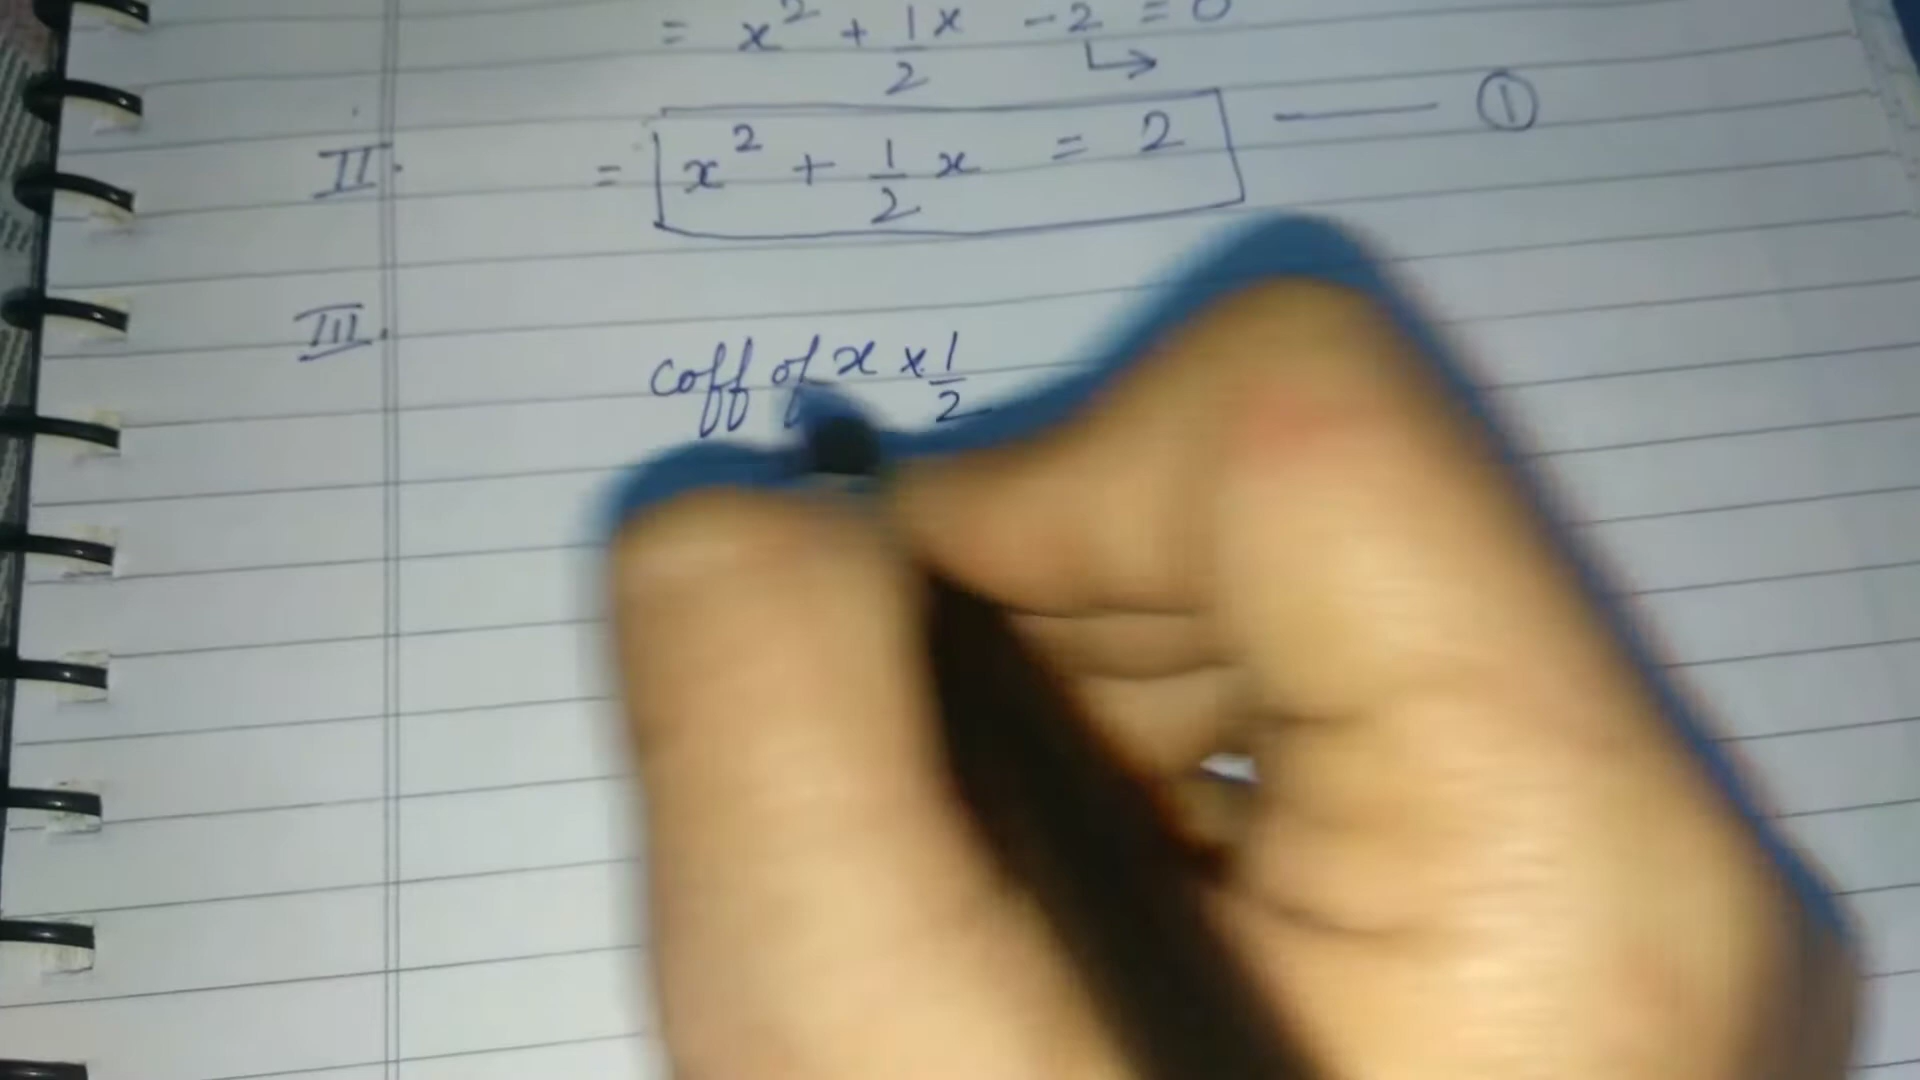 = x² + 1/2 x - 2 = 0
II. = x² + 1/2 x = 2 —— ①
III. Coff of x × 1/2